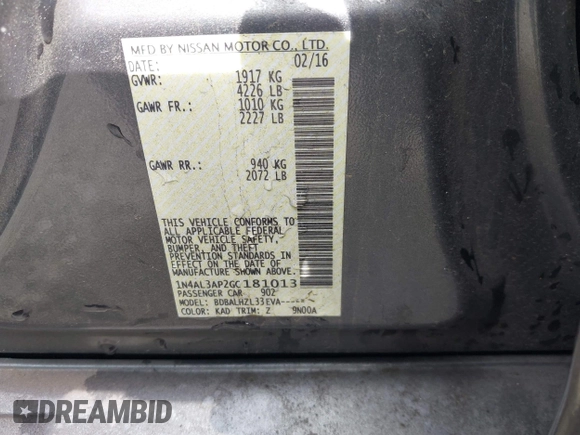 MFD BY NISSAN MOTOR CO., LTD.
DATE: 02/16
GVWR: 1917 KG
4226 LB
GAWR FR.: 1010 KG
2227 LB
GAWR RR.: 940 KG
2072 LB
THIS VEHICLE CONFORMS TO
ALL APPLICABLE FEDERAL
MOTOR VEHICLE SAFETY,
BUMPER, AND THEFT
PREVENTION STANDARDS IN
EFFECT ON THE DATE OF
MANUFACTURE SHOWN ABOVE.
1N4AL3AP2GC181013
PASSENGER CAR 902
MODEL: BDBALHZL33EVA-----
COLOR: KAD TRIM: Z 9N00A
DREAMBID